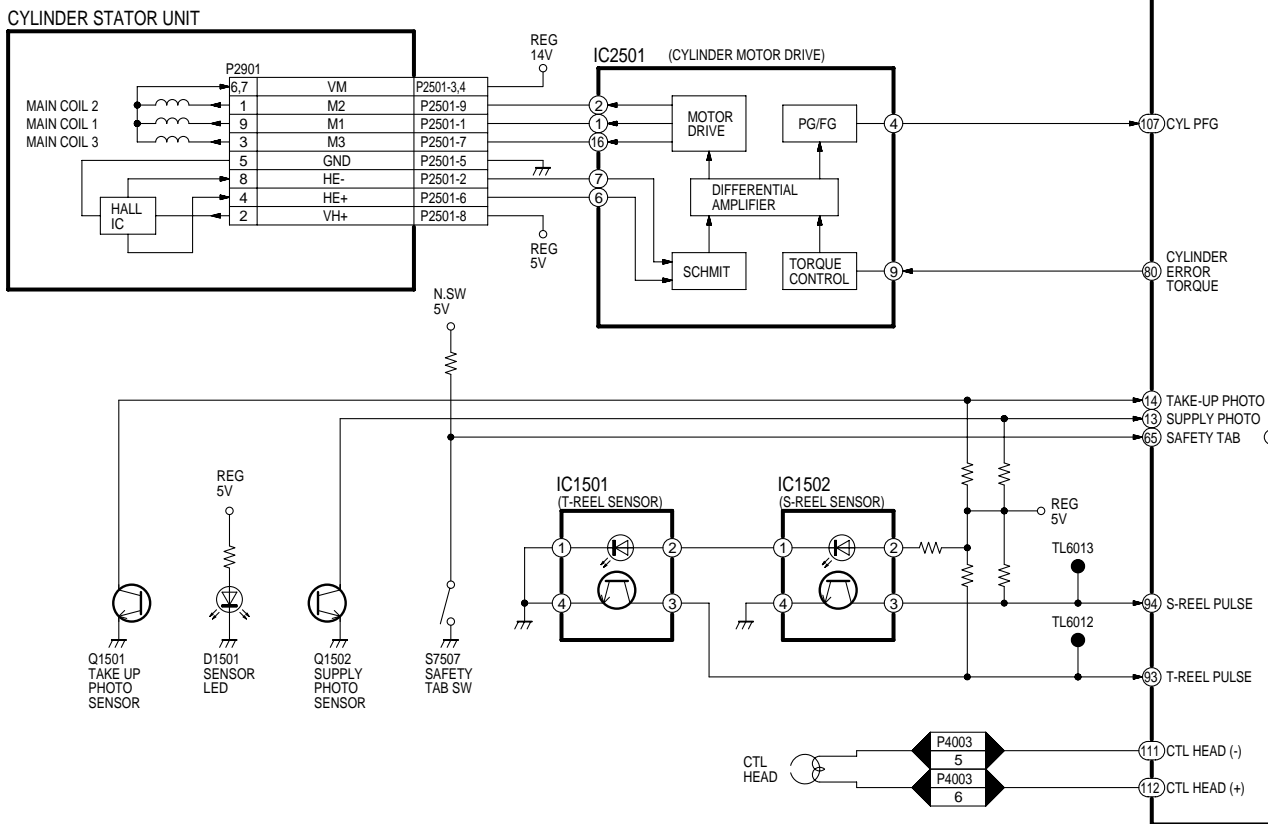 CYLINDER STATOR UNIT
P2901
6,7 VM P2501-3,4
1 M2 P2501-9
9 M1 P2501-1
3 M3 P2501-7
5 GND P2501-5
8 HE- P2501-2
4 HE+ P2501-6
2 VH+ P2501-8
MAIN COIL 2
MAIN COIL 1
MAIN COIL 3
HALL
IC
REG
14V
REG
5V
IC2501 (CYLINDER MOTOR DRIVE)
2
1
16
7
6
MOTOR
DRIVE
PG/FG
4
DIFFERENTIAL
AMPLIFIER
SCHMIT
TORQUE
CONTROL
9
107 CYL PFG
80
CYLINDER
ERROR
TORQUE
N.SW
5V
14 TAKE-UP PHOTO
13 SUPPLY PHOTO
65 SAFETY TAB
REG
5V
IC1501
(T-REEL SENSOR)
1
2
4
3
IC1502
(S-REEL SENSOR)
1
2
4
3
REG
5V
TL6013
94 S-REEL PULSE
TL6012
93 T-REEL PULSE
Q1501
TAKE UP
PHOTO
SENSOR
D1501
SENSOR
LED
Q1502
SUPPLY
PHOTO
SENSOR
S7507
SAFETY
TAB SW
CTL
HEAD
P4003
5
P4003
6
111 CTL HEAD (-)
112 CTL HEAD (+)